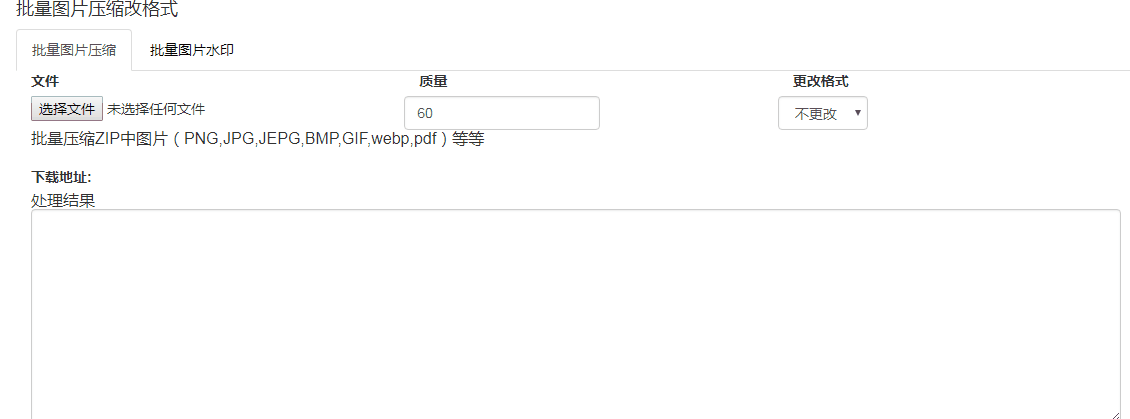 批量图片压缩改格式
批量图片压缩 批量图片水印
文件 质量 更改格式
选择文件 未选择任何文件 60 不更改
批量压缩ZIP中图片（PNG,JPG,JEPG,BMP,GIF,webp,pdf）等等
下载地址:
处理结果